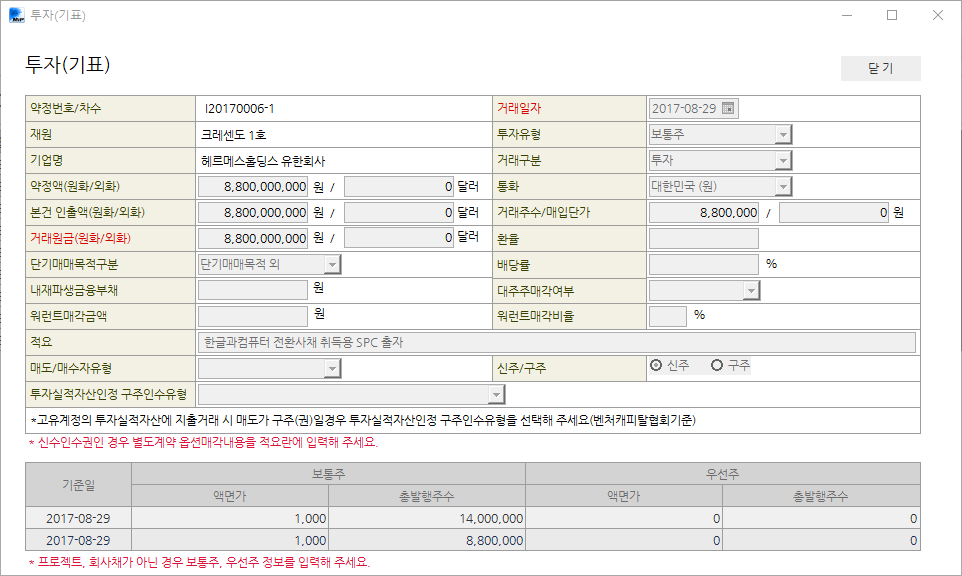 투자(기표)
투자(기표)
닫 기
약정번호/차수 I20170006-1 거래일자 2017-08-29
재원 크레센도 1호 투자유형 보통주
기업명 헤르메스홀딩스 유한회사 거래구분 투자
약정액(원화/외화) 8,800,000,000 원 / 0 달러 통화 대한민국 (원)
본건 인출액(원화/외화) 8,800,000,000 원 / 0 달러 거래주수/매입단가 8,800,000 / 0 원
거래원금(원화/외화) 8,800,000,000 원 / 0 달러 환율
단기매매목적구분 단기매매목적 외 배당률 %
내재파생금융부채 원 대주주매각여부
워런트매각금액 원 워런트매각비율 %
적요 한글과컴퓨터 전환사채 취득용 SPC 출자
매도/매수자유형 신주/구주 신주 구주
투자실적자산인정 구주인수유형
*고유계정의 투자실적자산에 지출거래 시 매도가 구주(권)일경우 투자실적자산인정 구주인수유형을 선택해 주세요(벤처캐피탈협회기준)
* 신수인수권인 경우 별도계약 옵션매각내용을 적요란에 입력해 주세요.
기준일 보통주 우선주
액면가 총발행주수 액면가 총발행주수
2017-08-29 1,000 14,000,000 0 0
2017-08-29 1,000 8,800,000 0 0
* 프로젝트, 회사채가 아닌 경우 보통주, 우선주 정보를 입력해 주세요.